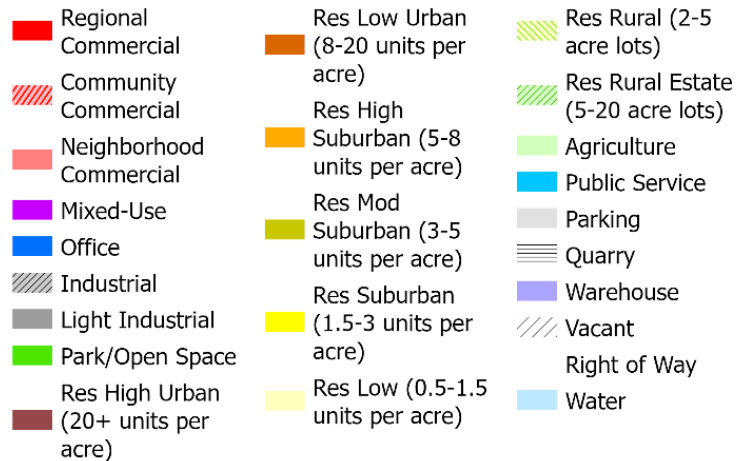 Regional
Commercial
Community
Commercial
Neighborhood
Commercial
Mixed-Use
Office
Industrial
Light Industrial
Park/Open Space
Res High Urban
(20+ units per
acre)
Res Low Urban
(8-20 units per
acre)
Res High
Suburban (5-8
units per acre)
Res Mod
Suburban (3-5
units per acre)
Res Suburban
(1.5-3 units per
acre)
Res Low (0.5-1.5
units per acre)
Res Rural (2-5
acre lots)
Res Rural Estate
(5-20 acre lots)
Agriculture
Public Service
Parking
Quarry
Warehouse
Vacant
Right of Way
Water